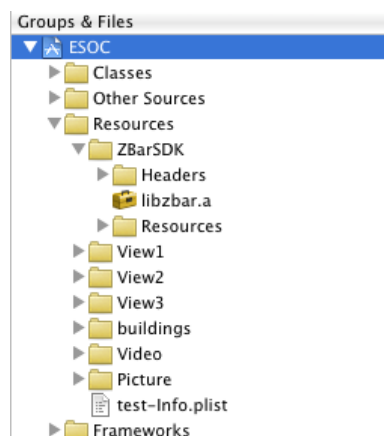 Groups & Files
ESOC
Classes
Other Sources
Resources
ZBarSDK
Headers
libzbar.a
Resources
View1
View2
View3
buildings
Video
Picture
test-Info.plist
Frameworks